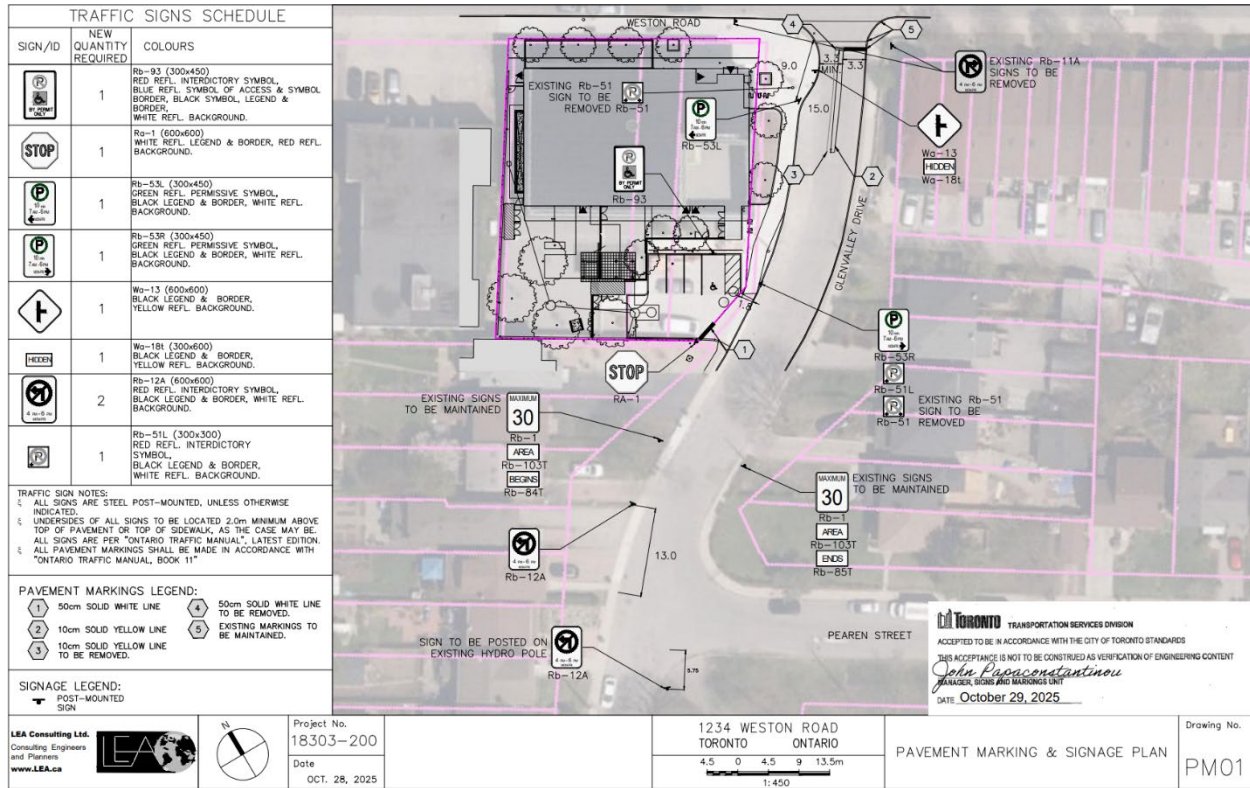 TRAFFIC SIGNS SCHEDULE
SIGN/ID
NEW QUANTITY REQUIRED
COLOURS
BY PERMIT
ONLY
1
Rb-93 (300x450)
RED REFL. INTERDICTORY SYMBOL,
BLUE REFL. SYMBOL OF ACCESS & SYMBOL
BORDER, BLACK SYMBOL, LEGEND &
BORDER,
WHITE REFL. BACKGROUND.
STOP
1
Ra-1 (600x600)
WHITE REFL. LEGEND & BORDER, RED REFL.
BACKGROUND.
P
1
Rb-53L (300x450)
GREEN REFL. PERMISSIVE SYMBOL,
BLACK LEGEND & BORDER, WHITE REFL.
BACKGROUND.
P
1
Rb-53R (300x450)
GREEN REFL. PERMISSIVE SYMBOL,
BLACK LEGEND & BORDER, WHITE REFL.
BACKGROUND.
1
Wa-13 (600x600)
BLACK LEGEND & BORDER,
YELLOW REFL. BACKGROUND.
HIDDEN
1
Wa-18t (300x600)
BLACK LEGEND & BORDER,
YELLOW REFL. BACKGROUND.
2
Rb-12A (600x600)
RED REFL. INTERDICTORY SYMBOL,
BLACK LEGEND & BORDER, WHITE REFL.
BACKGROUND.
1
Rb-51L (300x300)
RED REFL. INTERDICTORY
SYMBOL,
BLACK LEGEND & BORDER,
WHITE REFL. BACKGROUND.
TRAFFIC SIGN NOTES:
ALL SIGNS ARE STEEL POST-MOUNTED, UNLESS OTHERWISE
INDICATED.
UNDERSIDES OF ALL SIGNS TO BE LOCATED 2.0m MINIMUM ABOVE
TOP OF PAVEMENT OR TOP OF SIDEWALK, AS THE CASE MAY BE.
ALL SIGNS ARE PER "ONTARIO TRAFFIC MANUAL", LATEST EDITION.
ALL PAVEMENT MARKINGS SHALL BE MADE IN ACCORDANCE WITH
"ONTARIO TRAFFIC MANUAL, BOOK 11"
PAVEMENT MARKINGS LEGEND:
1 50cm SOLID WHITE LINE
2 10cm SOLID YELLOW LINE
3 10cm SOLID YELLOW LINE
TO BE REMOVED.
4 50cm SOLID WHITE LINE
TO BE REMOVED.
5 EXISTING MARKINGS TO
BE MAINTAINED.
SIGNAGE LEGEND:
POST-MOUNTED
SIGN
WESTON ROAD
4
5
9.0
3.3
MIN.
3.3
15.0
EXISTING Rb-11A
SIGNS TO BE
REMOVED
EXISTING Rb-51
SIGN TO BE
REMOVED
Rb-51
P
Rb-53L
Wa-13
HIDDEN
Wa-18t
BY PERMIT
ONLY
Rb-93
3
2
GLENVALLEY DRIVE
P
Rb-53R
Rb-51L
Rb-51
EXISTING Rb-51
SIGN TO BE
REMOVED
1
STOP
RA-1
EXISTING SIGNS
TO BE MAINTAINED
MAXIMUM
30
Rb-1
AREA
Rb-103T
BEGINS
Rb-84T
MAXIMUM
30
Rb-1
AREA
Rb-103T
ENDS
Rb-85T
EXISTING SIGNS
TO BE MAINTAINED
Rb-12A
13.0
SIGN TO BE POSTED ON
EXISTING HYDRO POLE
Rb-12A
3.75
PEAREN STREET
TORONTO TRANSPORTATION SERVICES DIVISION
ACCEPTED TO BE IN ACCORDANCE WITH THE CITY OF TORONTO STANDARDS
THIS ACCEPTANCE IS NOT TO BE CONSTRUED AS VERIFICATION OF ENGINEERING CONTENT
John Papaconstantinou
MANAGER, SIGNS AND MARKINGS UNIT
DATE October 29, 2025
LEA Consulting Ltd.
Consulting Engineers
and Planners
www.LEA.ca
LEA
N
Project No.
18303-200
Date
OCT. 28, 2025
1234 WESTON ROAD
TORONTO ONTARIO
4.5 0 4.5 9 13.5m
1:450
PAVEMENT MARKING & SIGNAGE PLAN
Drawing No.
PM01